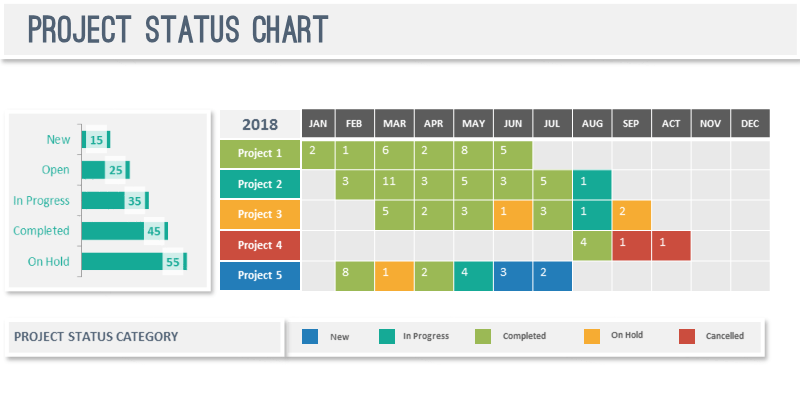 PROJECT STATUS CHART
New 15
Open 25
In Progress 35
Completed 45
On Hold 55
2018 JAN FEB MAR APR MAY JUN JUL AUG SEP ACT NOV DEC
Project 1 2 1 6 2 8 5
Project 2 3 11 3 5 3 5 1
Project 3 5 2 3 1 3 1 2
Project 4 4 1 1
Project 5 8 1 2 4 3 2
PROJECT STATUS CATEGORY New In Progress Completed On Hold Cancelled